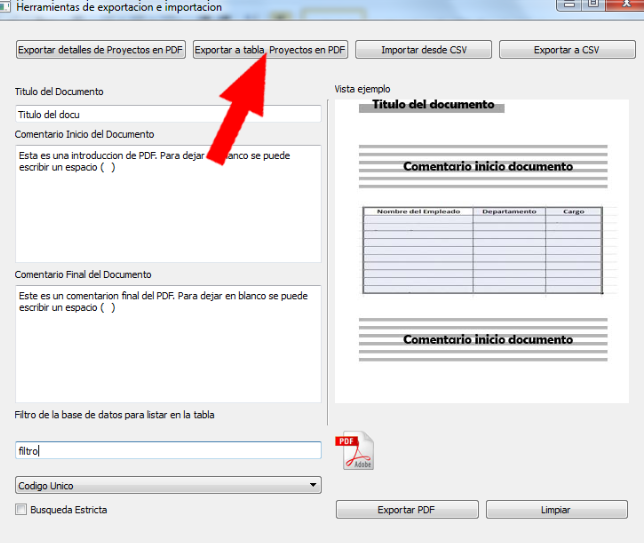 Herramientas de exportacion e importacion
Exportar detalles de Proyectos en PDF
Exportar a tabla, Proyectos en PDF
Importar desde CSV
Exportar a CSV
Titulo del Documento
Titulo del docu
Comentario Inicio del Documento
Esta es una introduccion de PDF. Para dejar blanco se puede
escribir un espacio ( )
Comentario Final del Documento
Este es un comentarion final del PDF. Para dejar en blanco se puede
escribir un espacio ( )
Filtro de la base de datos para listar en la tabla
filtro
Codigo Unico
Busqueda Estricta
Vista ejemplo
Titulo del documento
Comentario inicio documento
Nombre del Empleado Departamento Cargo
Comentario inicio documento
PDF
Adobe
Exportar PDF
Limpiar